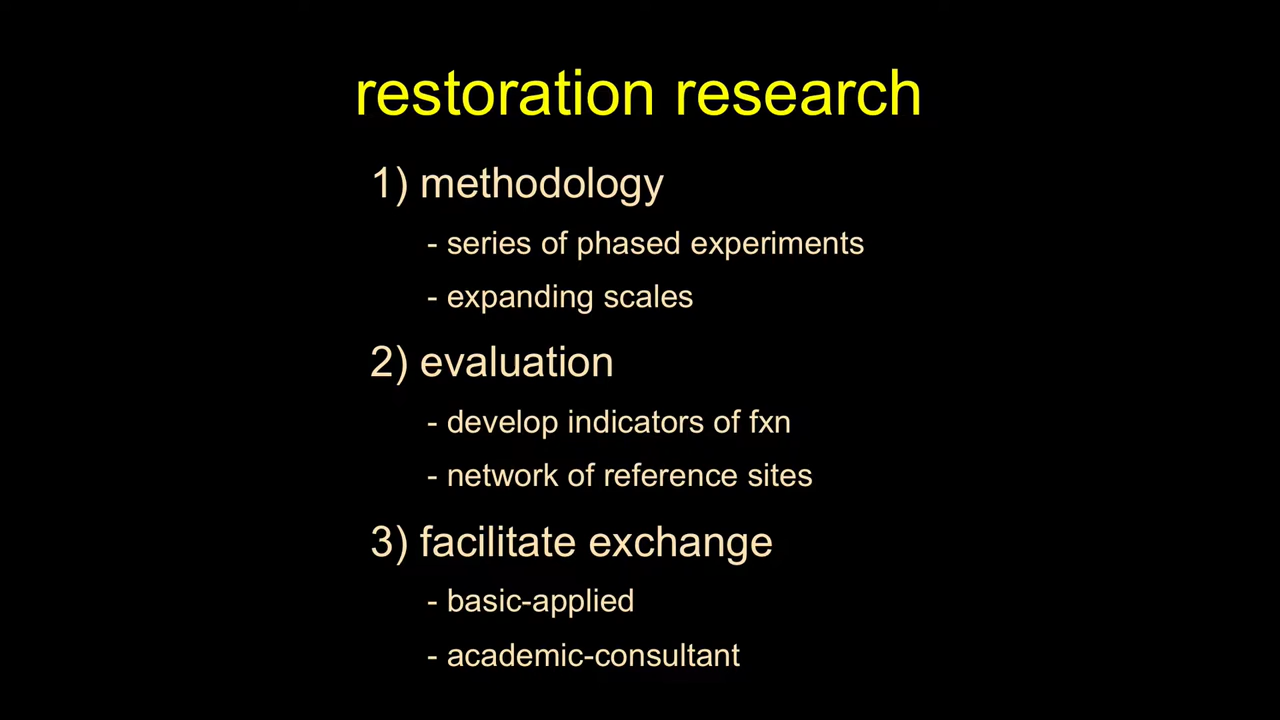 restoration research
1) methodology
- series of phased experiments
- expanding scales
2) evaluation
- develop indicators of fxn
- network of reference sites
3) facilitate exchange
- basic-applied
- academic-consultant